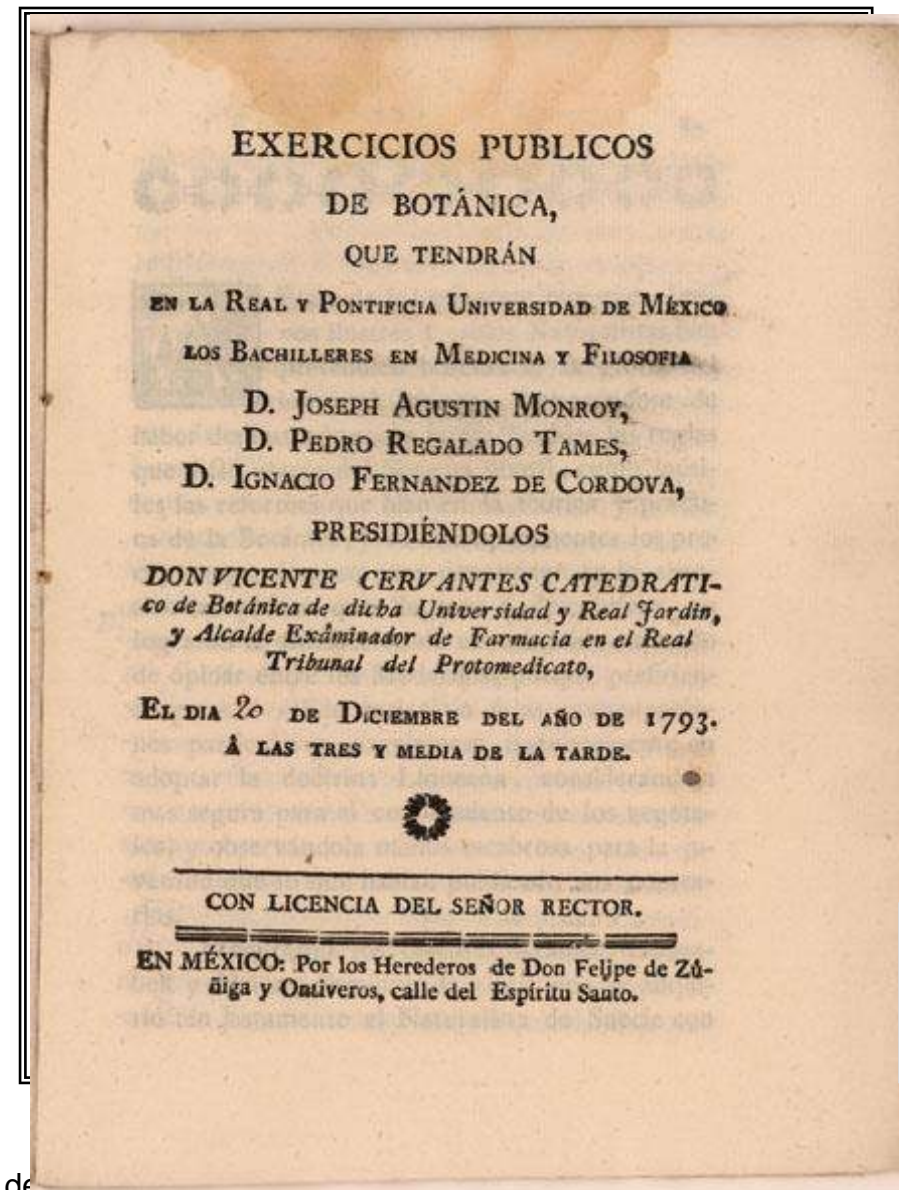 EXERCICIOS PUBLICOS
DE BOTÁNICA,
QUE TENDRÁN
EN LA REAL Y PONTIFICIA UNIVERSIDAD DE MÉXICO
LOS BACHILLERES EN MEDICINA Y FILOSOFIA
D. JOSEPH AGUSTIN MONROY,
D. PEDRO REGALADO TAMES,
D. IGNACIO FERNANDEZ DE CORDOVA,
PRESIDIÉNDOLOS
DON VICENTE CERVANTES CATEDRATI-
co de Botánica de dicha Universidad y Real Jardin,
y Alcalde Exâminador de Farmacia en el Real
Tribunal del Protomedicato,
EL DIA 20 DE DICIEMBRE DEL AÑO DE 1793.
Á LAS TRES Y MEDIA DE LA TARDE.
CON LICENCIA DEL SEÑOR RECTOR.
EN MÉXICO: Por los Herederos de Don Felipe de Zú-
ñiga y Ontiveros, calle del Espíritu Santo.
de